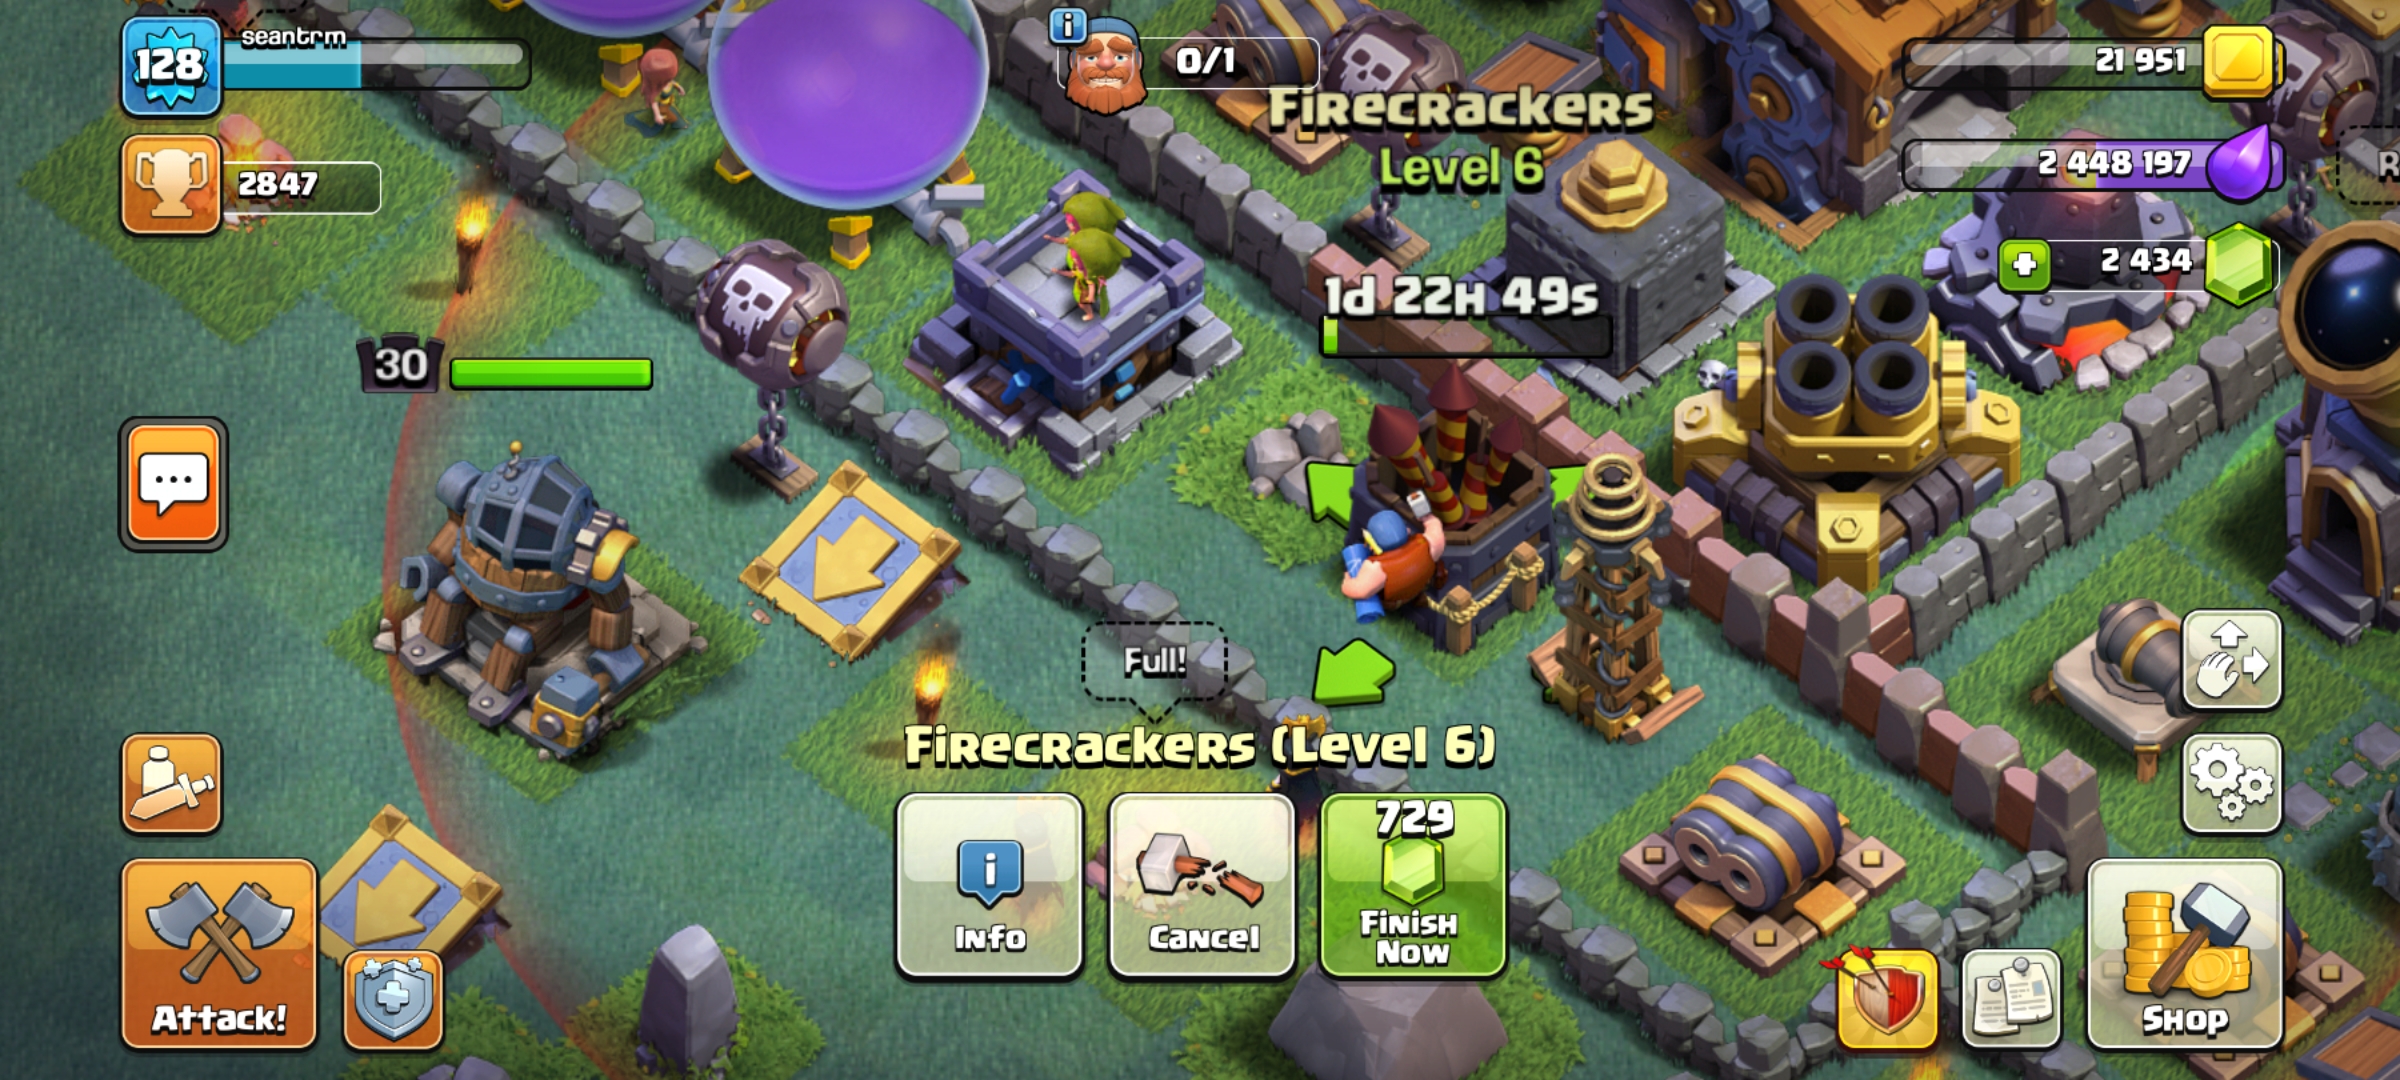 seantrm
128
0/1
21 951
Firecrackers
Level 6
2 448 197
2847
2 434
1d 22H 49s
30
Full!
Firecrackers (Level 6)
729
Info
Cancel
Finish
Now
Attack!
Shop